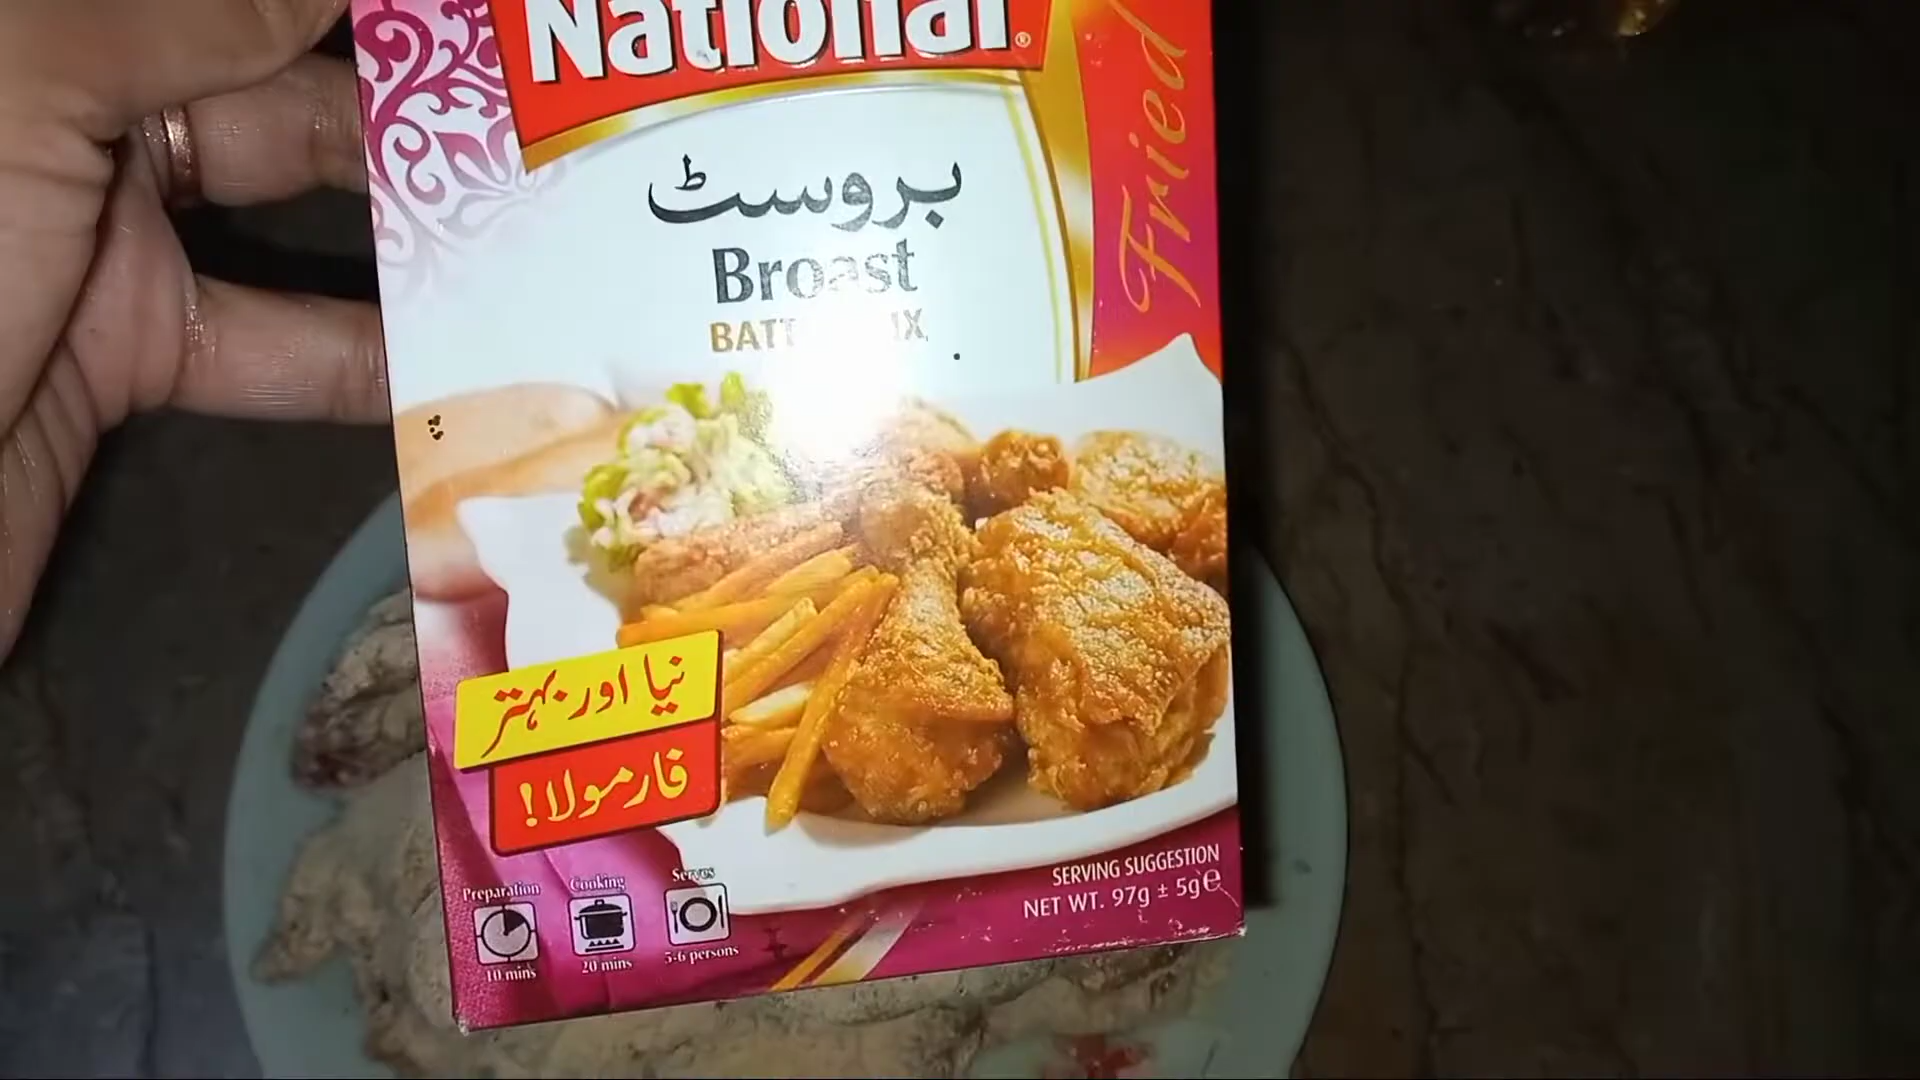 National®
Fried
بروسٹ
Broast
نیا اور بہتر
فارمولا!
Preparation
10 mins
Cooking
20 mins
Serves
5-6 persons
SERVING SUGGESTION
NET WT. 97g ± 5g e